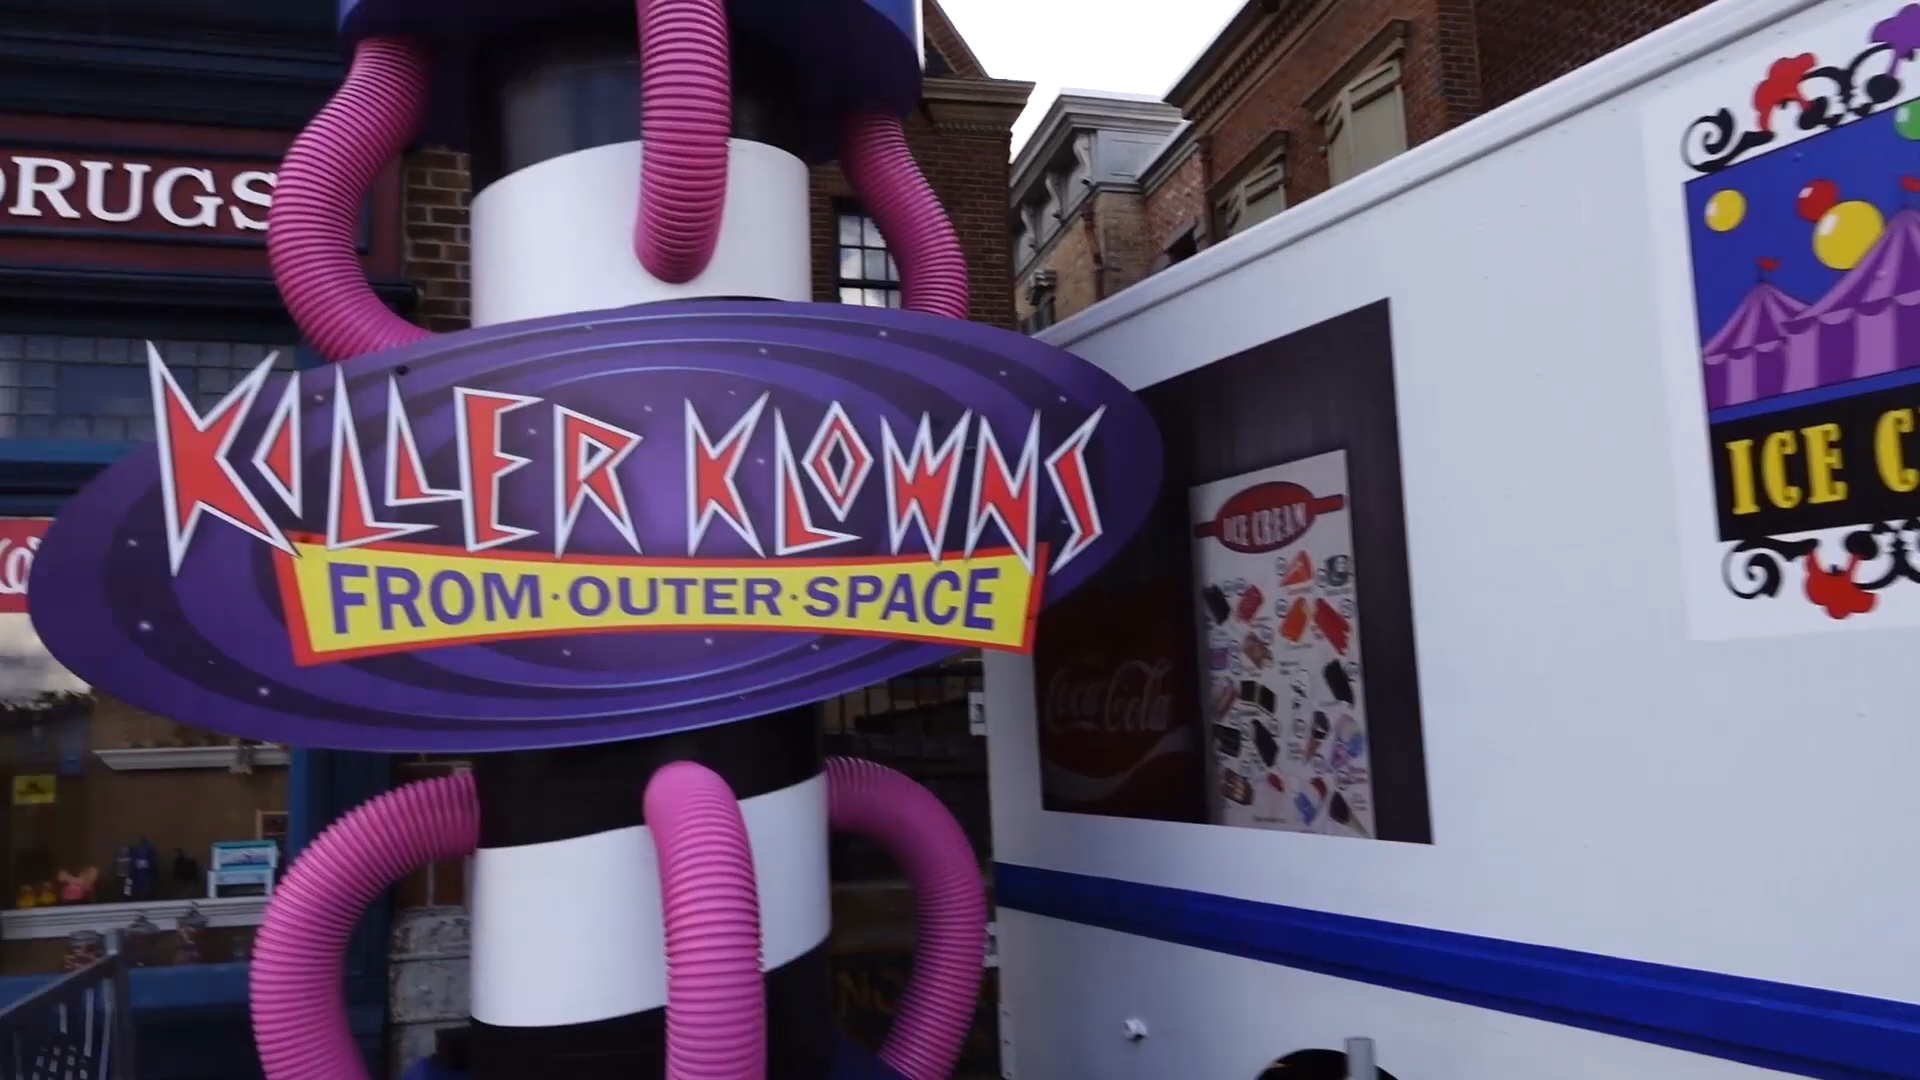 DRUGS
KILLER KLOWNS
FROM·OUTER·SPACE
ICE CREAM
Coca-Cola
ICE C